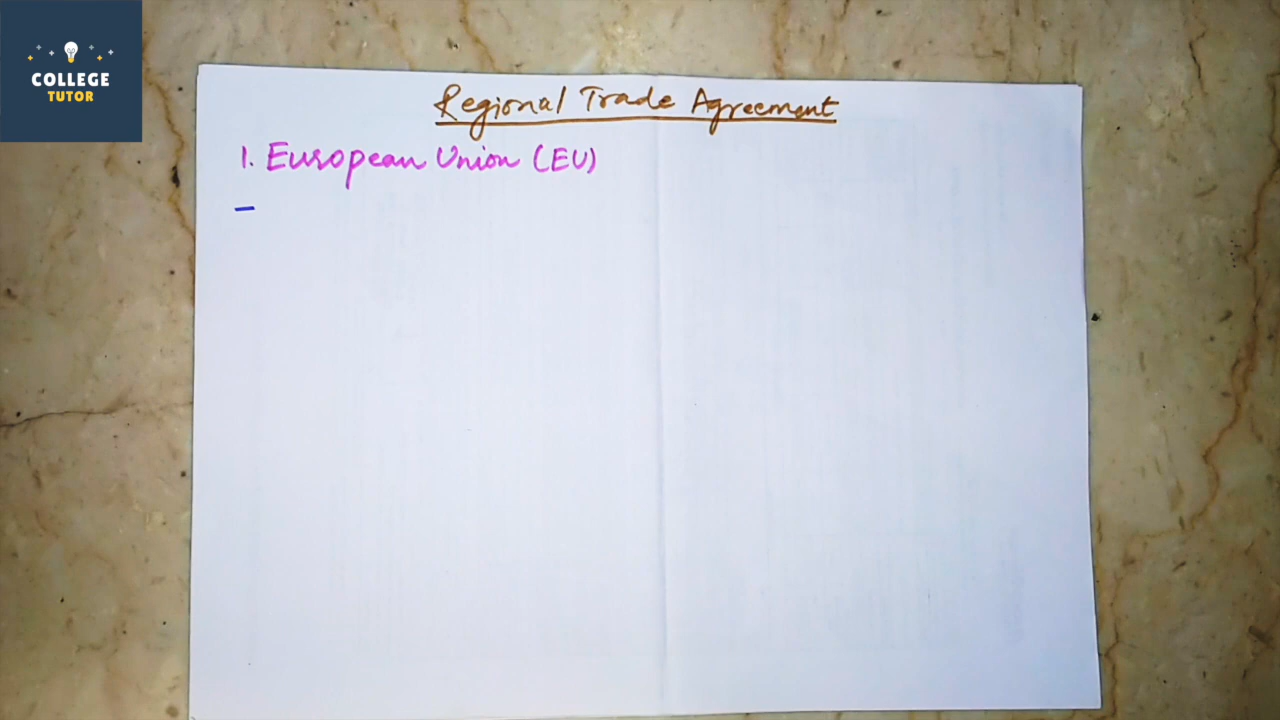 COLLEGE
TUTOR
Regional Trade Agreement
1. European Union (EU)
–